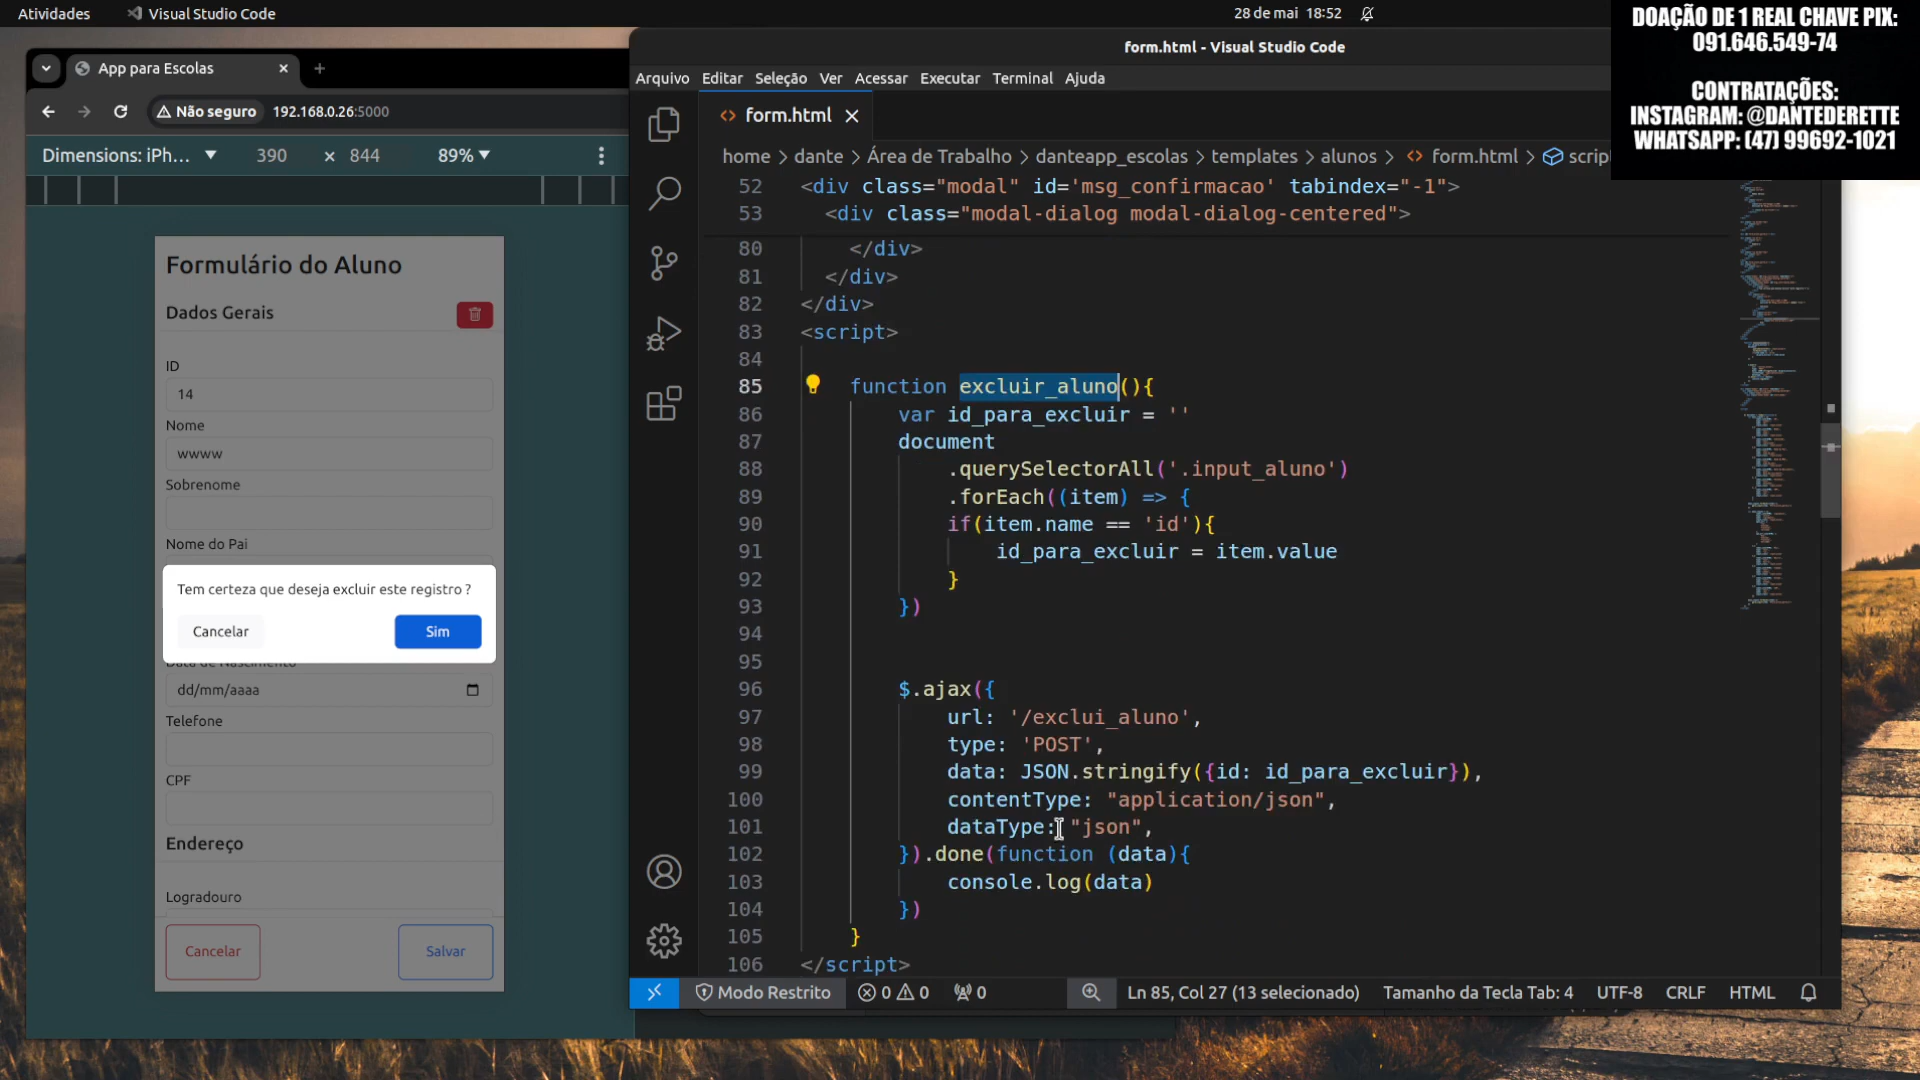 Atividades
Visual Studio Code
28 de mai 18:52
DOAÇÃO DE 1 REAL CHAVE PIX:
091.646.549-74
CONTRATAÇÕES:
INSTAGRAM: @DANTEDERETTE
WHATSAPP: (47) 99692-1021
App para Escolas
Não seguro
192.168.0.26:5000
Dimensions: iPh... 390 × 844 89%
Formulário do Aluno
Dados Gerais
ID
14
Nome
wwww
Sobrenome
Nome do Pai
Tem certeza que deseja excluir este registro ?
Cancelar
Sim
Data de Nascimento
dd/mm/aaaa
Telefone
CPF
Endereço
Logradouro
Cancelar
Salvar
form.html - Visual Studio Code
Arquivo Editar Seleção Ver Acessar Executar Terminal Ajuda
form.html
home > dante > Área de Trabalho > danteapp_escolas > templates > alunos > form.html > scrip
52 <div class="modal" id='msg_confirmacao' tabindex="-1">
53 <div class="modal-dialog modal-dialog-centered">
80 </div>
81 </div>
82 </div>
83 <script>
84
85 function excluir_aluno(){
86 var id_para_excluir = ''
87 document
88 .querySelectorAll('.input_aluno')
89 .forEach((item) => {
90 if(item.name == 'id'){
91 id_para_excluir = item.value
92 }
93 })
94
95
96 $.ajax({
97 url: '/exclui_aluno',
98 type: 'POST',
99 data: JSON.stringify({id: id_para_excluir}),
100 contentType: "application/json",
101 dataType: "json",
102 }).done(function (data){
103 console.log(data)
104 })
105 }
106 </script>
Modo Restrito 0 0 0
Ln 85, Col 27 (13 selecionado) Tamanho da Tecla Tab: 4 UTF-8 CRLF HTML